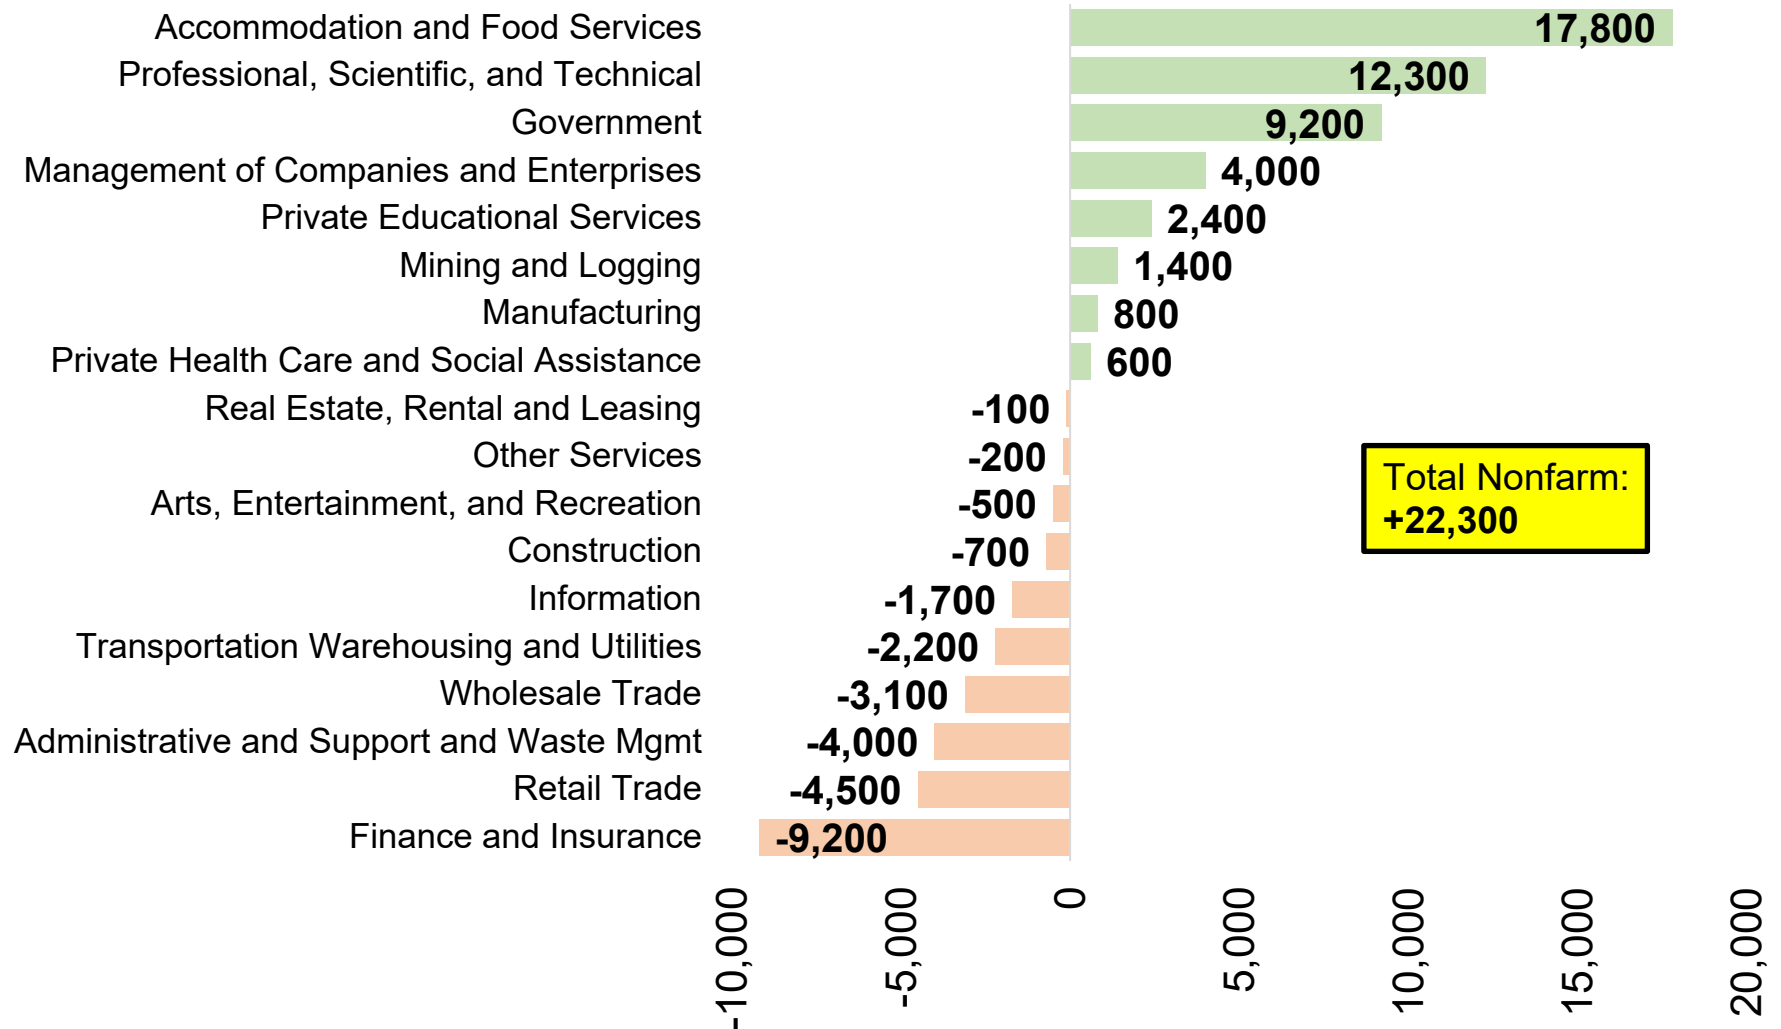 Accommodation and Food Services 17,800
Professional, Scientific, and Technical 12,300
Government 9,200
Management of Companies and Enterprises 4,000
Private Educational Services 2,400
Mining and Logging 1,400
Manufacturing 800
Private Health Care and Social Assistance 600
Real Estate, Rental and Leasing -100
Other Services -200
Arts, Entertainment, and Recreation -500
Construction -700
Information -1,700
Transportation Warehousing and Utilities -2,200
Wholesale Trade -3,100
Administrative and Support and Waste Mgmt -4,000
Retail Trade -4,500
Finance and Insurance -9,200
Total Nonfarm:
+22,300
-10,000
-5,000
0
5,000
10,000
15,000
20,000